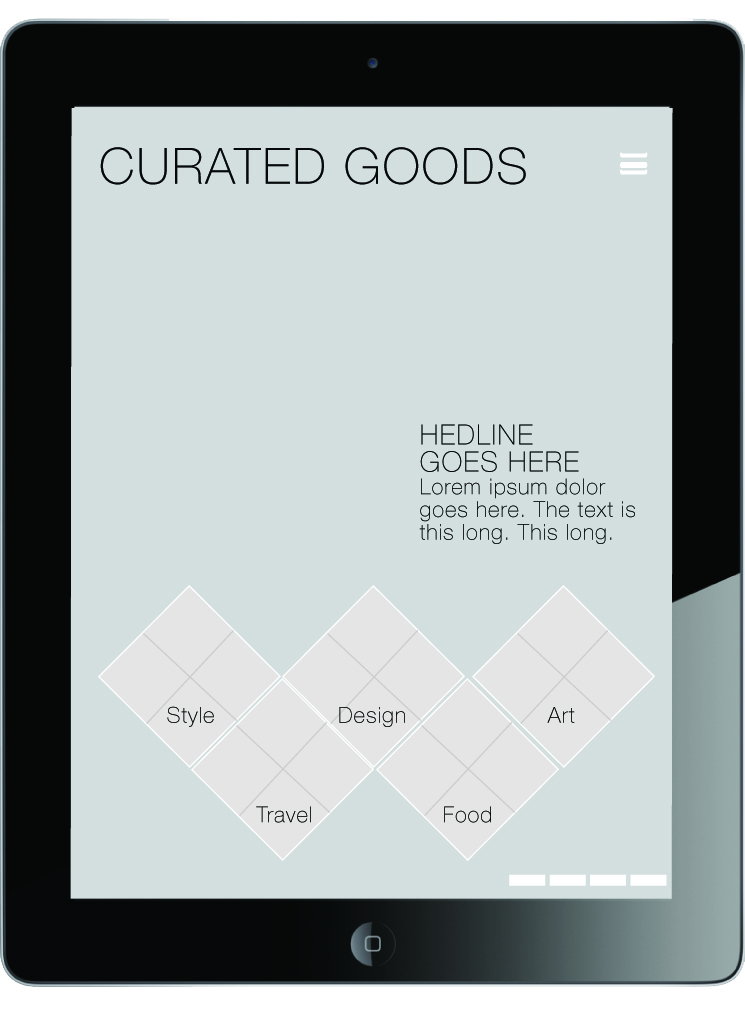 CURATED GOODS
HEDLINE
GOES HERE
Lorem ipsum dolor
goes here. The text is
this long. This long.
Style
Design
Art
Travel
Food